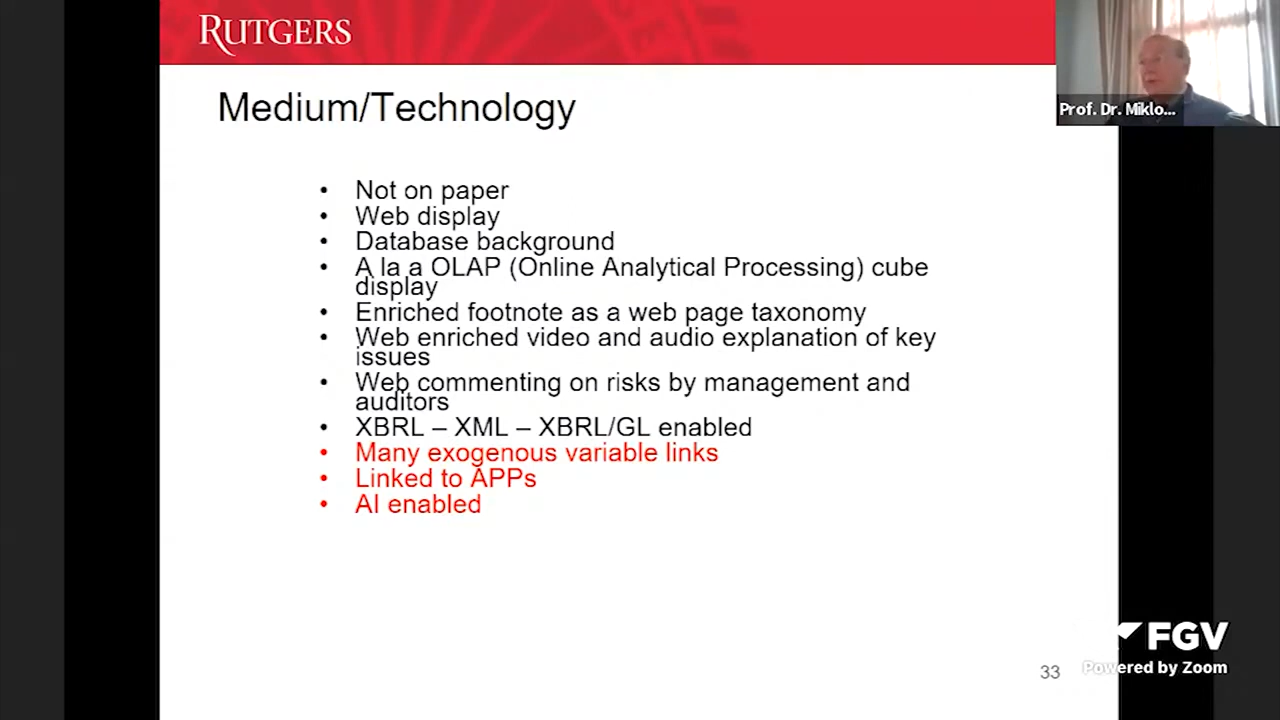 RUTGERS
Prof. Dr. Miklo...
Medium/Technology
• Not on paper
• Web display
• Database background
• A la a OLAP (Online Analytical Processing) cube
display
• Enriched footnote as a web page taxonomy
• Web enriched video and audio explanation of key
issues
• Web commenting on risks by management and
auditors
• XBRL – XML – XBRL/GL enabled
• Many exogenous variable links
• Linked to APPs
• AI enabled
FGV
33
Powered by Zoom